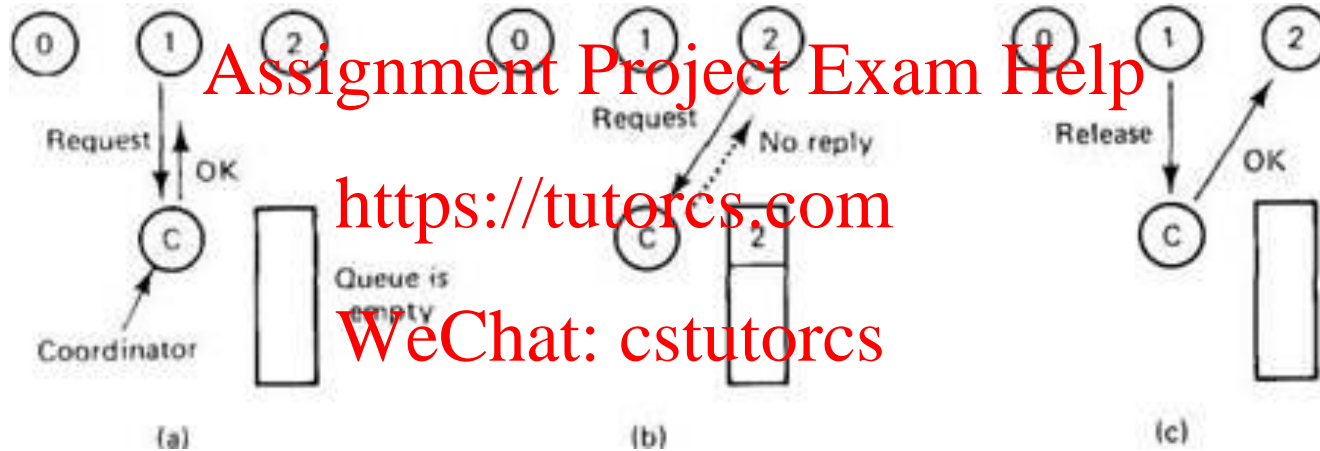 0 1 2 0 1 2 0 1 2
Assignment Project Exam Help
Request
OK
Request
No reply
Release
OK
https://tutorcs.com
C
C
2
C
Queue is
empty
Coordinator
WeChat: cstutorcs
(a) (b) (c)